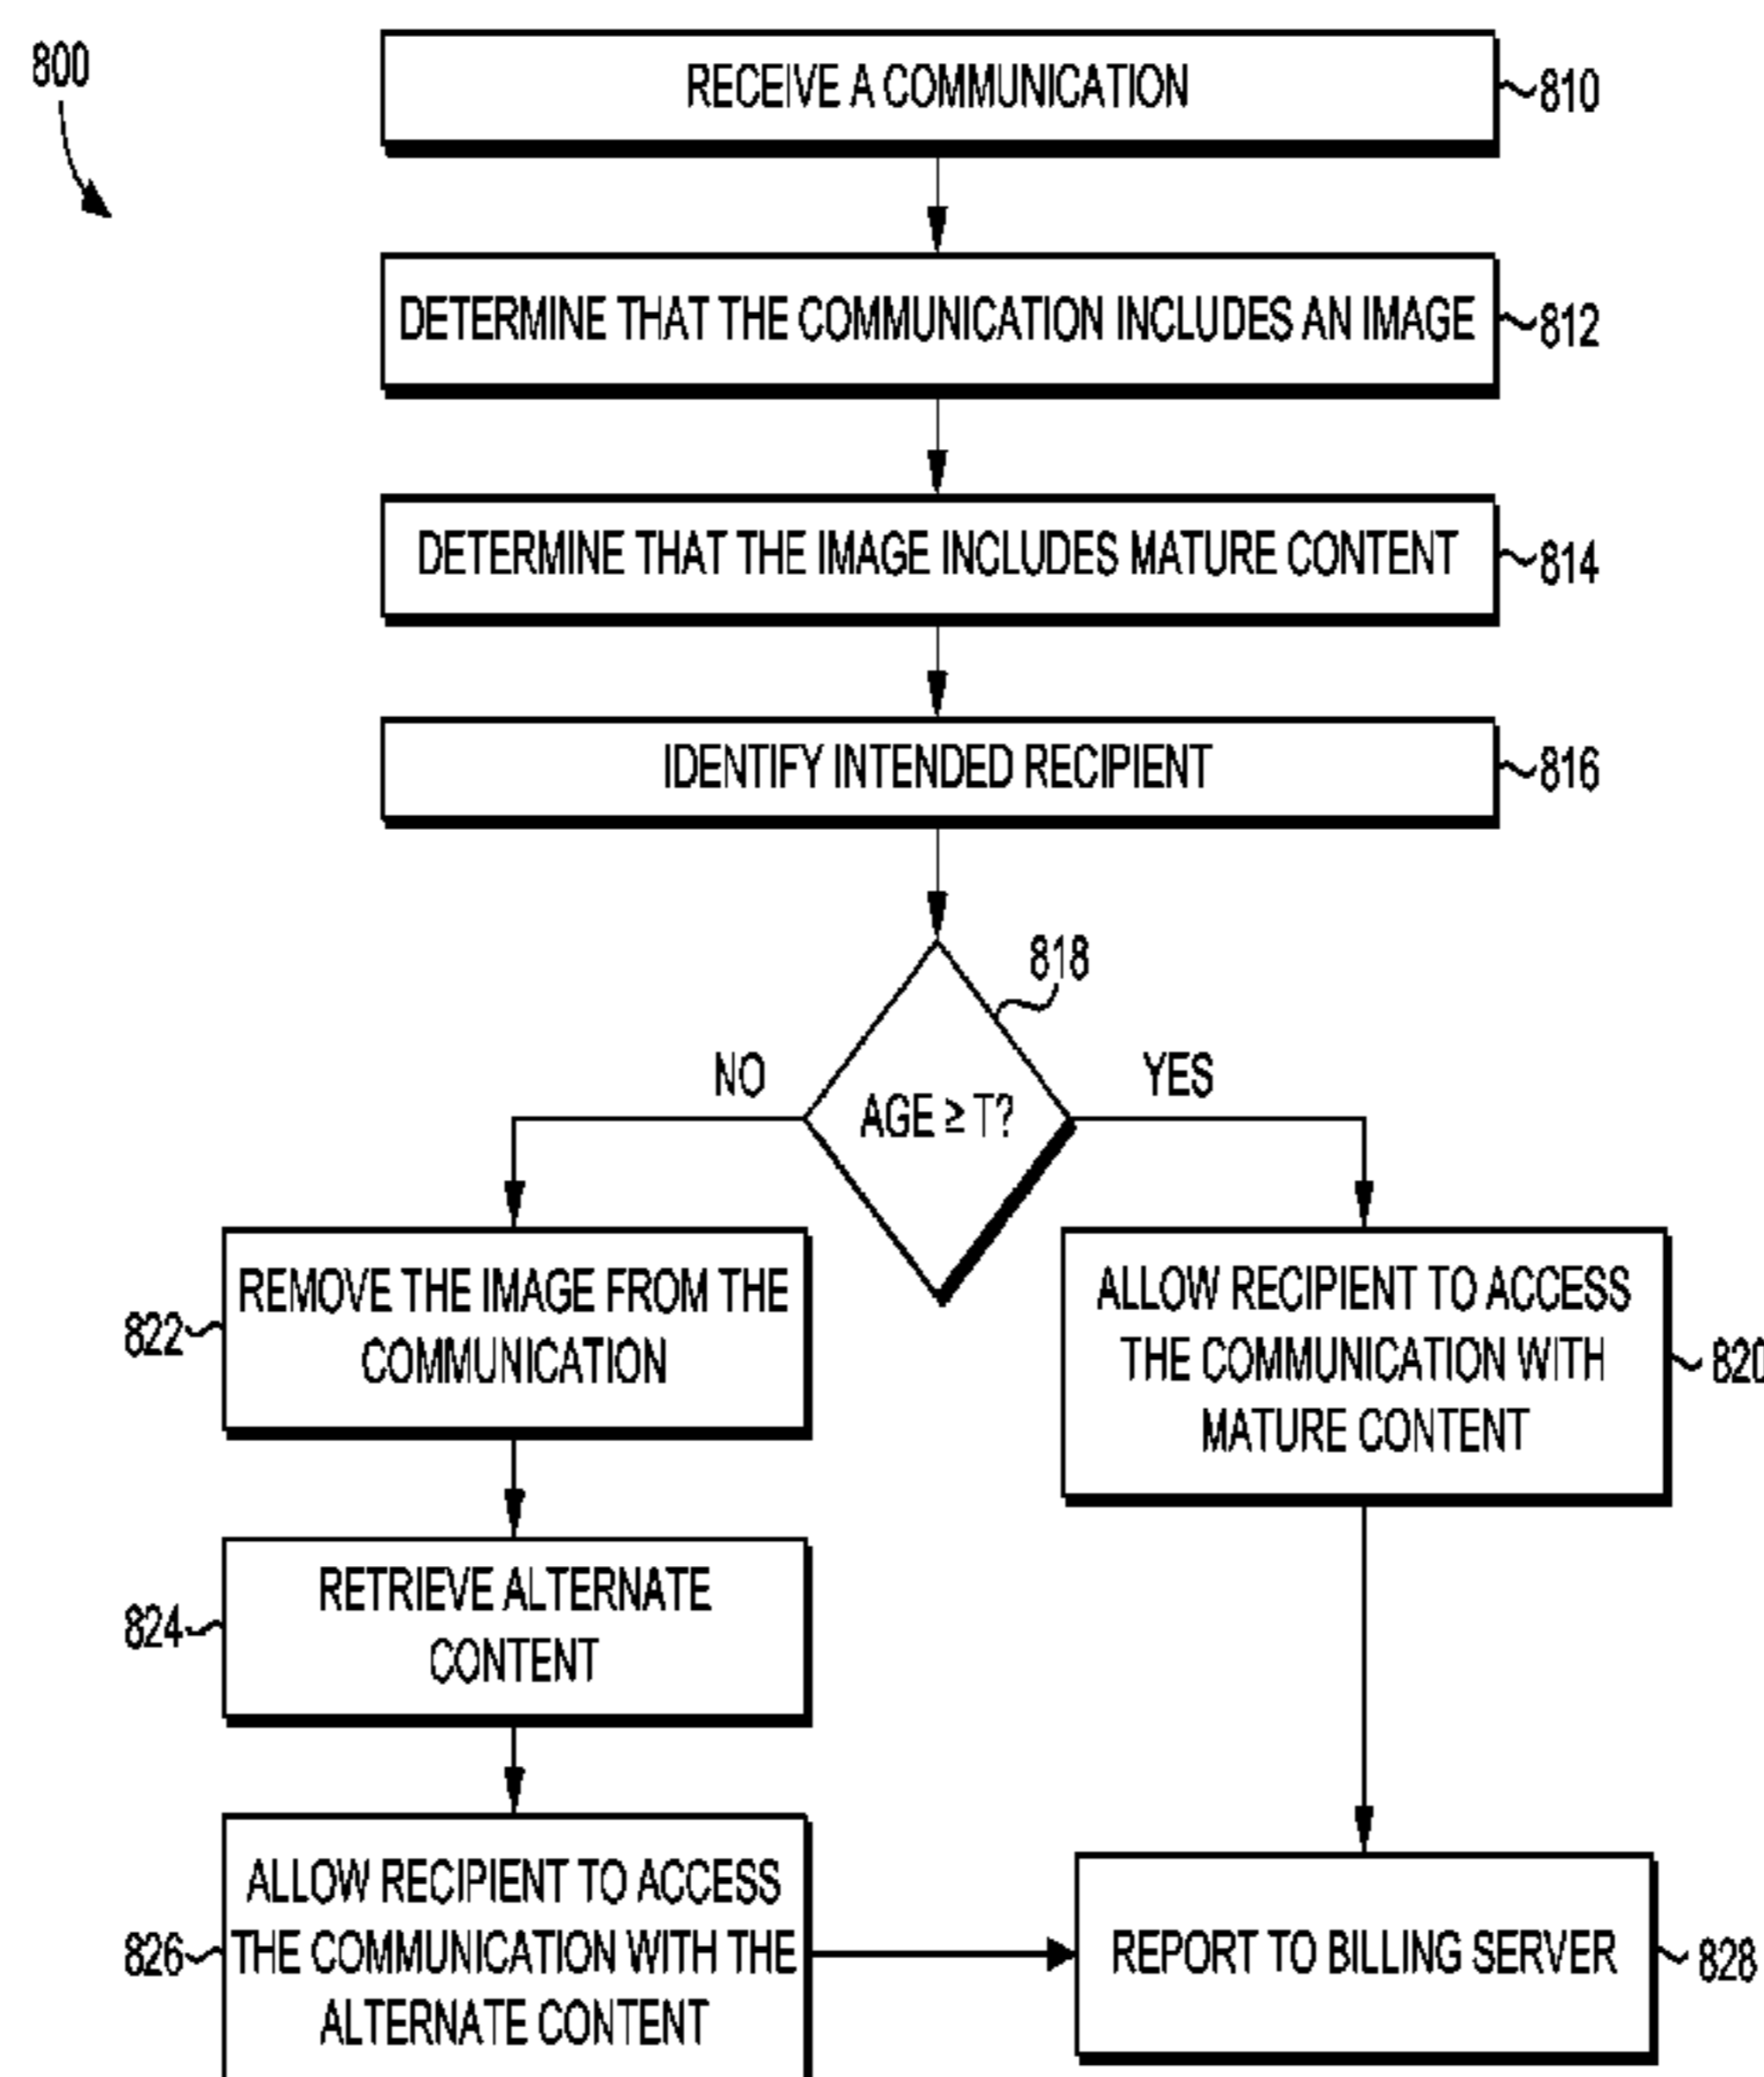 800
RECEIVE A COMMUNICATION
810
DETERMINE THAT THE COMMUNICATION INCLUDES AN IMAGE
812
DETERMINE THAT THE IMAGE INCLUDES MATURE CONTENT
814
IDENTIFY INTENDED RECIPIENT
816
818
NO
YES
AGE ≥ T?
REMOVE THE IMAGE FROM THE
COMMUNICATION
822
ALLOW RECIPIENT TO ACCESS
THE COMMUNICATION WITH
MATURE CONTENT
820
RETRIEVE ALTERNATE
CONTENT
824
ALLOW RECIPIENT TO ACCESS
THE COMMUNICATION WITH THE
ALTERNATE CONTENT
826
REPORT TO BILLING SERVER
828